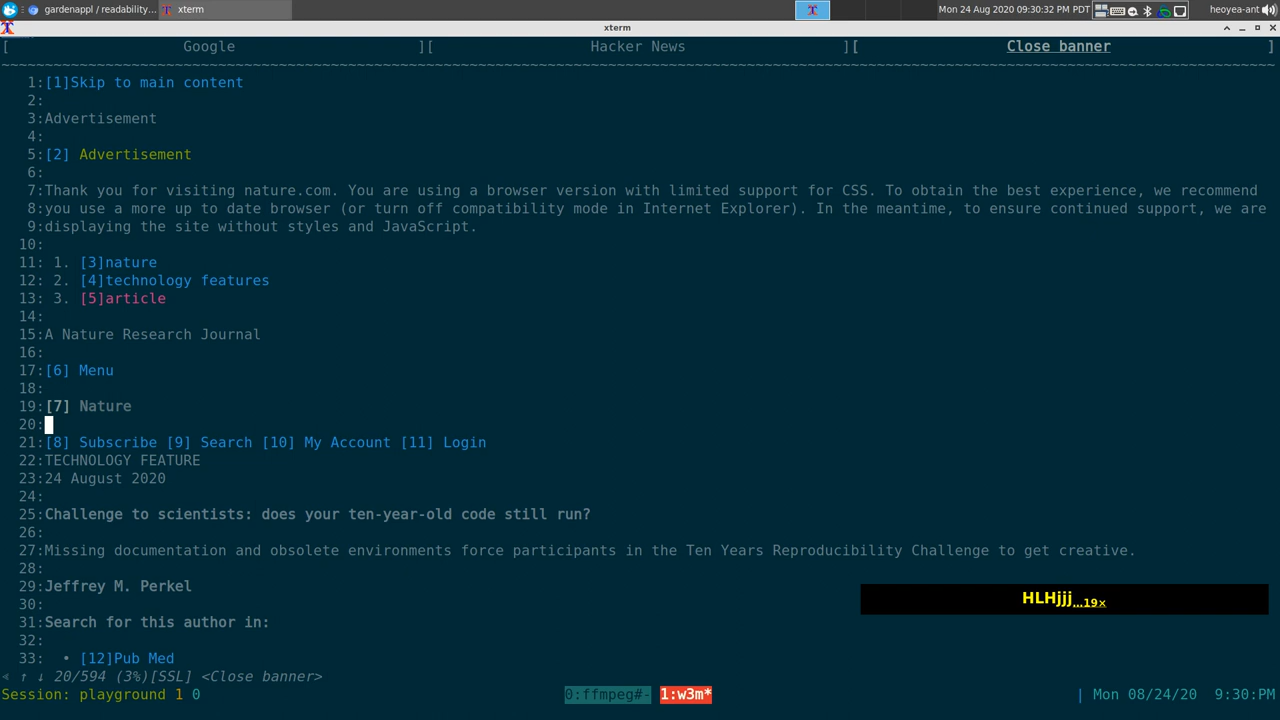 gardenappl / readability... xterm Mon 24 Aug 2020, 09:30:32 PM PDT heoyea-ant
xterm
[ Google ][ Hacker News ][ Close banner ]
~~~~~~~~~~~~~~~~~~~~~~~~~~~~~~~~~~~~~~~~~~~~~~~~~~~~~~~~~~~~~~~~~~~~~~~~~~~~~~~~~~~~~~~~~~~~~~~~~~~~~~~~~~~~~~~~~~~~~~~~~~~~~~~~~~~~~~~~~~~~~~
1:[1]Skip to main content
2:
3:Advertisement
4:
5:[2] Advertisement
6:
7:Thank you for visiting nature.com. You are using a browser version with limited support for CSS. To obtain the best experience, we recommend
8:you use a more up to date browser (or turn off compatibility mode in Internet Explorer). In the meantime, to ensure continued support, we are
9:displaying the site without styles and JavaScript.
10:
11: 1. [3]nature
12: 2. [4]technology features
13: 3. [5]article
14:
15:A Nature Research Journal
16:
17:[6] Menu
18:
19:[7] Nature
20:
21:[8] Subscribe [9] Search [10] My Account [11] Login
22:TECHNOLOGY FEATURE
23:24 August 2020
24:
25:Challenge to scientists: does your ten-year-old code still run?
26:
27:Missing documentation and obsolete environments force participants in the Ten Years Reproducibility Challenge to get creative.
28:
29:Jeffrey M. Perkel
30:
31:Search for this author in:
32:
33: • [12]Pub Med
HLHjjj...19x
« ↑ ↓ 20/594 (3%)[SSL] <Close banner>
Session: playground 1 0 0:ffmpeg#- 1:w3m* | Mon 08/24/20 9:30PM